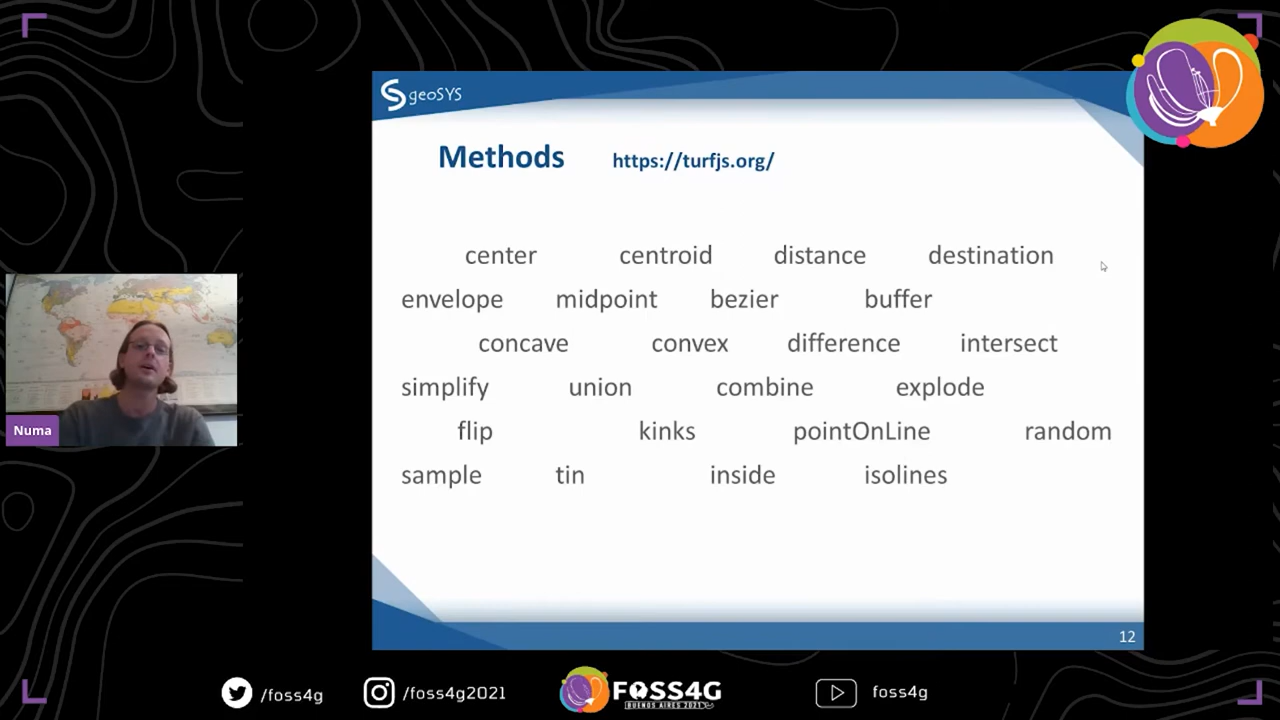 geoSYS
Methods https://turfjs.org/
center centroid distance destination
envelope midpoint bezier buffer
concave convex difference intersect
simplify union combine explode
flip kinks pointOnLine random
sample tin inside isolines
Numa
12
/foss4g
/foss4g2021
FOSS4G
BUENOS AIRES 2021
foss4g